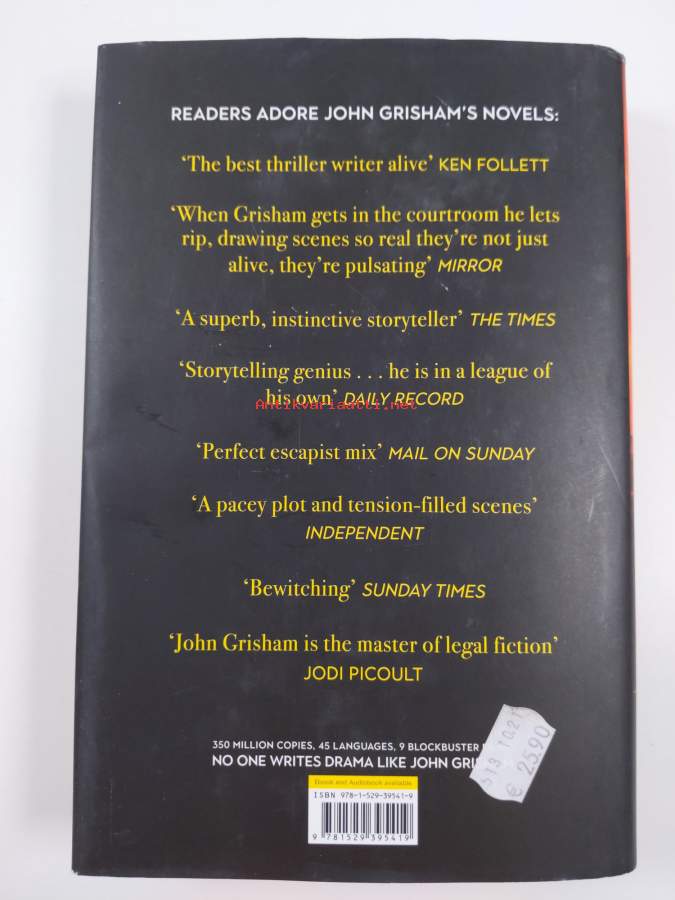 READERS ADORE JOHN GRISHAM'S NOVELS:
‘The best thriller writer alive’ KEN FOLLETT
‘When Grisham gets in the courtroom he lets
rip, drawing scenes so real they’re not just
alive, they’re pulsating’ MIRROR
‘A superb, instinctive storyteller’ THE TIMES
‘Storytelling genius . . . he is in a league of
his own’ DAILY RECORD
Antikvariaatti.net
‘Perfect escapist mix’ MAIL ON SUNDAY
‘A pacey plot and tension-filled scenes’
INDEPENDENT
‘Bewitching’ SUNDAY TIMES
‘John Grisham is the master of legal fiction’
JODI PICOULT
350 MILLION COPIES, 45 LANGUAGES, 9 BLOCKBUSTER
NO ONE WRITES DRAMA LIKE JOHN
513 1021
€ 25.90
Ebook and Audiobook available
ISBN 978-1-529-39541-9
9 781529 395419